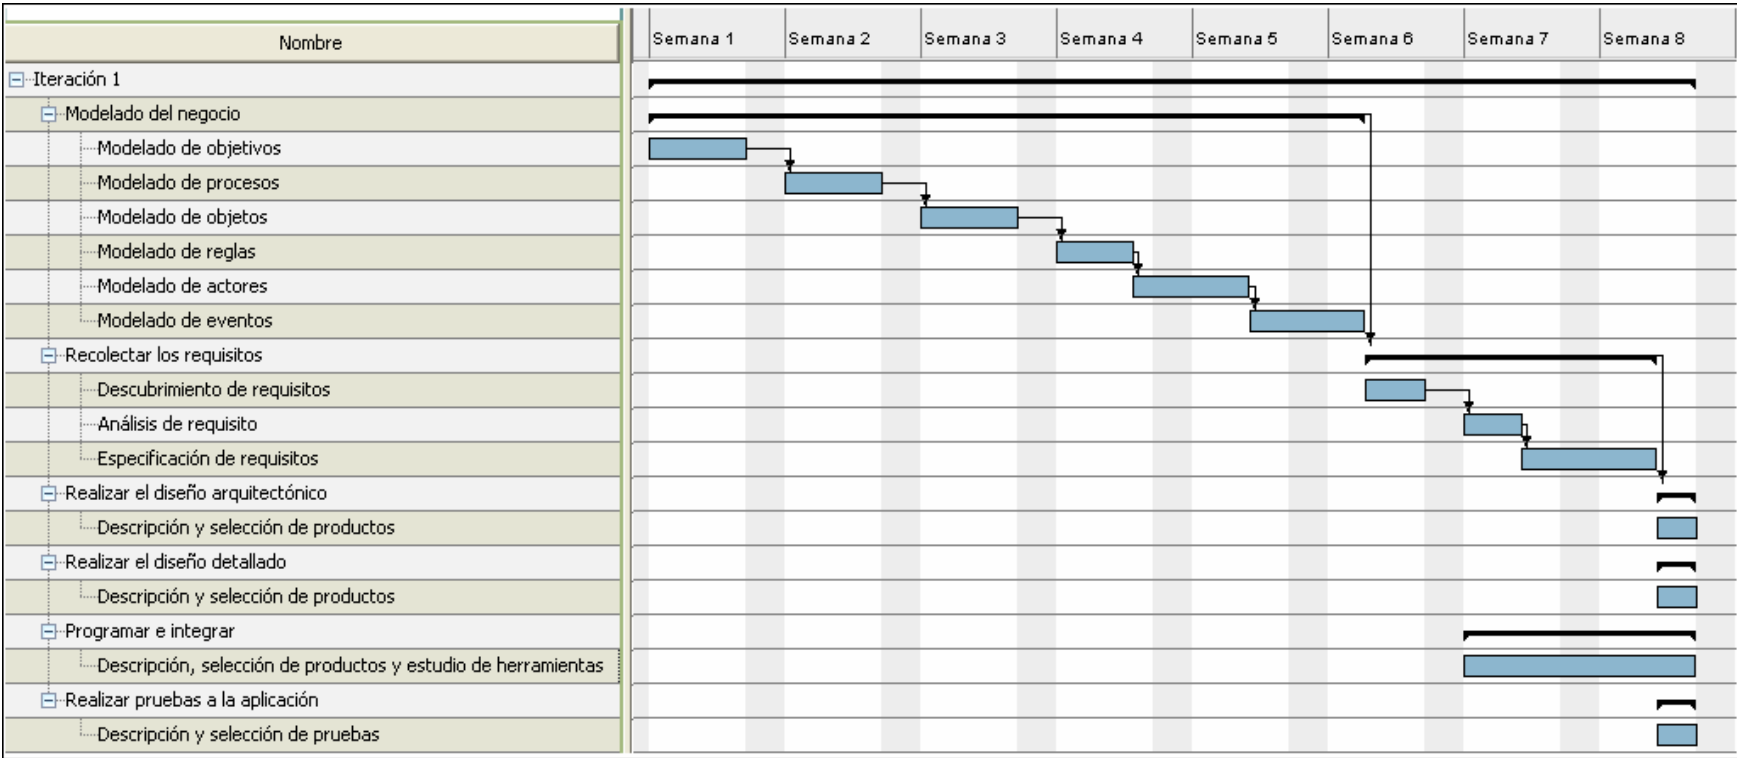 Nombre
Semana 1
Semana 2
Semana 3
Semana 4
Semana 5
Semana 6
Semana 7
Semana 8
Iteración 1
Modelado del negocio
Modelado de objetivos
Modelado de procesos
Modelado de objetos
Modelado de reglas
Modelado de actores
Modelado de eventos
Recolectar los requisitos
Descubrimiento de requisitos
Análisis de requisito
Especificación de requisitos
Realizar el diseño arquitectónico
Descripción y selección de productos
Realizar el diseño detallado
Descripción y selección de productos
Programar e integrar
Descripción, selección de productos y estudio de herramientas
Realizar pruebas a la aplicación
Descripción y selección de pruebas